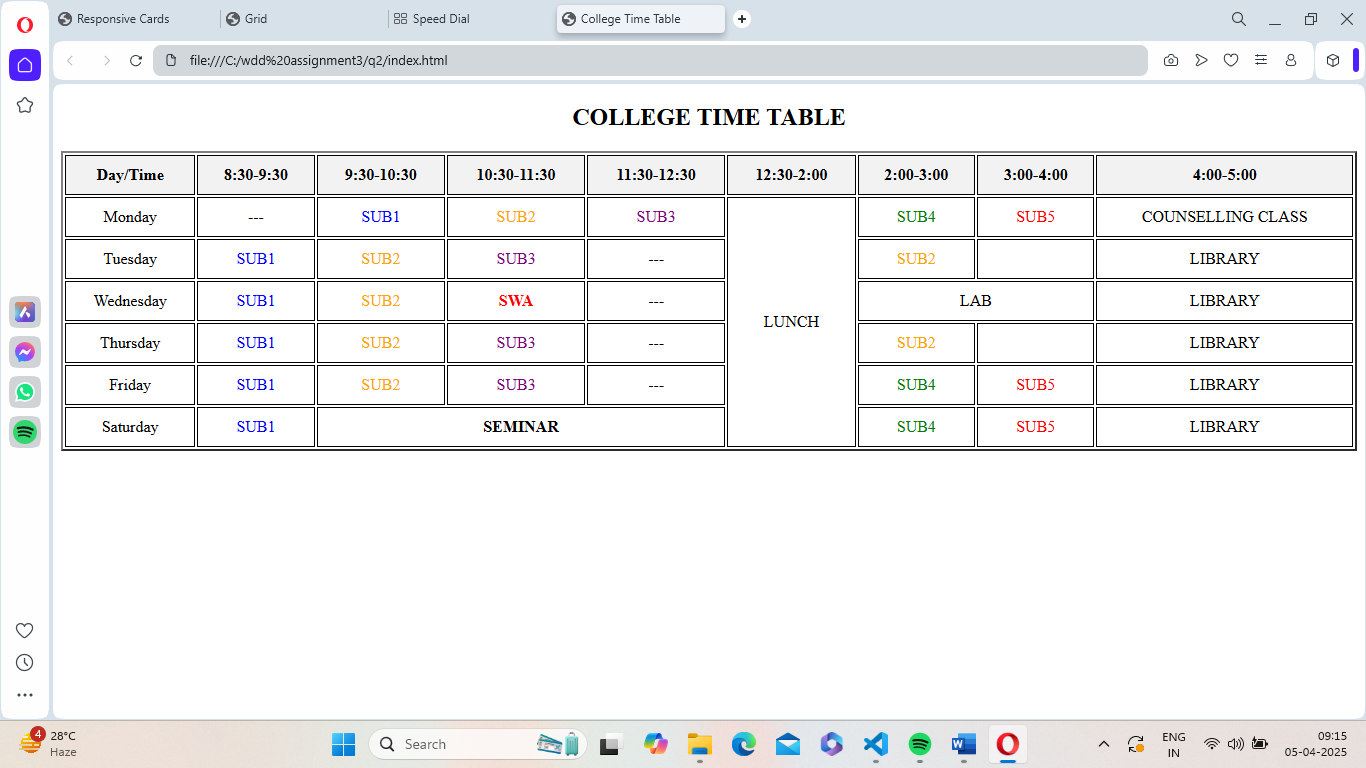 Responsive Cards Grid Speed Dial College Time Table
file:///C:/wdd%20assignment3/q2/index.html
COLLEGE TIME TABLE
Day/Time 8:30-9:30 9:30-10:30 10:30-11:30 11:30-12:30 12:30-2:00 2:00-3:00 3:00-4:00 4:00-5:00
Monday --- SUB1 SUB2 SUB3 SUB4 SUB5 COUNSELLING CLASS
Tuesday SUB1 SUB2 SUB3 --- SUB2 LIBRARY
Wednesday SUB1 SUB2 SWA --- LAB LIBRARY
LUNCH
Thursday SUB1 SUB2 SUB3 --- SUB2 LIBRARY
Friday SUB1 SUB2 SUB3 --- SUB4 SUB5 LIBRARY
Saturday SUB1 SEMINAR SUB4 SUB5 LIBRARY
4 28°C
Haze
Search
ENG
IN
09:15
05-04-2025